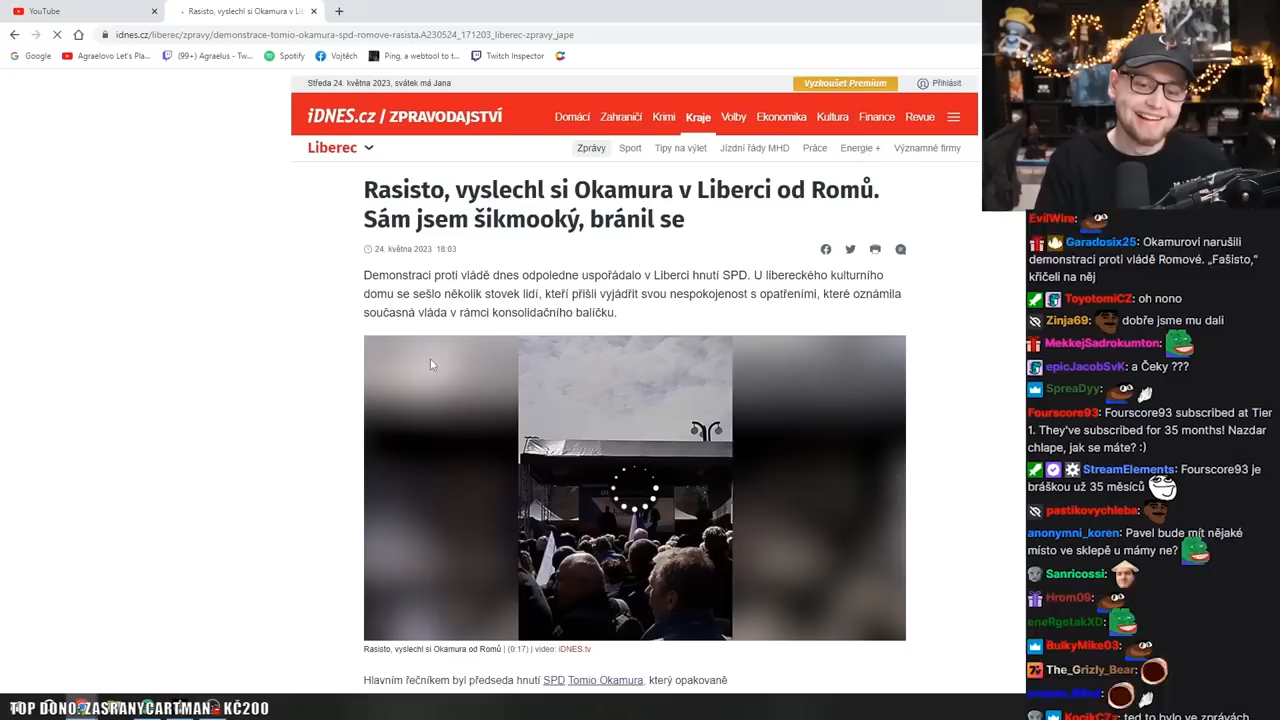 YouTube
Rasisto, vyslechl si Okamura v Lib
idnes.cz/liberec/zpravy/demonstrace-tomio-okamura-spd-romove-rasista.A230524_171203_liberec-zpravy_jape
Google
Agraelovo Let's Pla...
(99+) Agraelus - Tw...
Spotify
Vojtěch
Ping, a webtool to t...
Twitch Inspector
Středa 24. května 2023, svátek má Jana
Vyzkoušet Premium
Přihlásit
iDNES.cz / ZPRAVODAJSTVÍ
Domácí Zahraničí Krimi Kraje Volby Ekonomika Kultura Finance Revue
Liberec
Zprávy Sport Tipy na výlet Jízdní řády MHD Práce Energie + Významné firmy
Rasisto, vyslechl si Okamura v Liberci od Romů.
Sám jsem šikmooký, bránil se
24. května 2023 18:03
Demonstraci proti vládě dnes odpoledne uspořádalo v Liberci hnutí SPD. U libereckého kulturního
domu se sešlo několik stovek lidí, kteří přišli vyjádřit svou nespokojenost s opatřeními, které oznámila
současná vláda v rámci konsolidačního balíčku.
Rasisto, vyslechl si Okamura od Romů | (0:17) | video: iDNES.tv
Hlavním řečníkem byl předseda hnutí SPD Tomio Okamura, který opakovaně
EvilWire:
Garadosix25: Okamurovi narušili
demonstraci proti vládě Romové. „Fašisto,“
křičeli na něj
ToyotomiCZ: oh nono
Zinja69: dobře jsme mu dali
MekkejSadrokumton:
epicJacobSvK: a Čeky ???
SpreaDyy:
Fourscore93: Fourscore93 subscribed at Tier
1. They've subscribed for 35 months! Nazdar
chlape, jak se máte? :)
StreamElements: Fourscore93 je
bráškou už 35 měsíců
pastikovychleba:
anonymni_koren: Pavel bude mít nějaké
místo ve sklepě u mámy ne?
Sanricossi:
Hrom09:
eneRgetakXD:
BulkyMike03:
The_Grizly_Bear:
KocikCZ: teď to bylo ve zprávách
TOP DONO: ZASRANY CARTMAN - KČ200